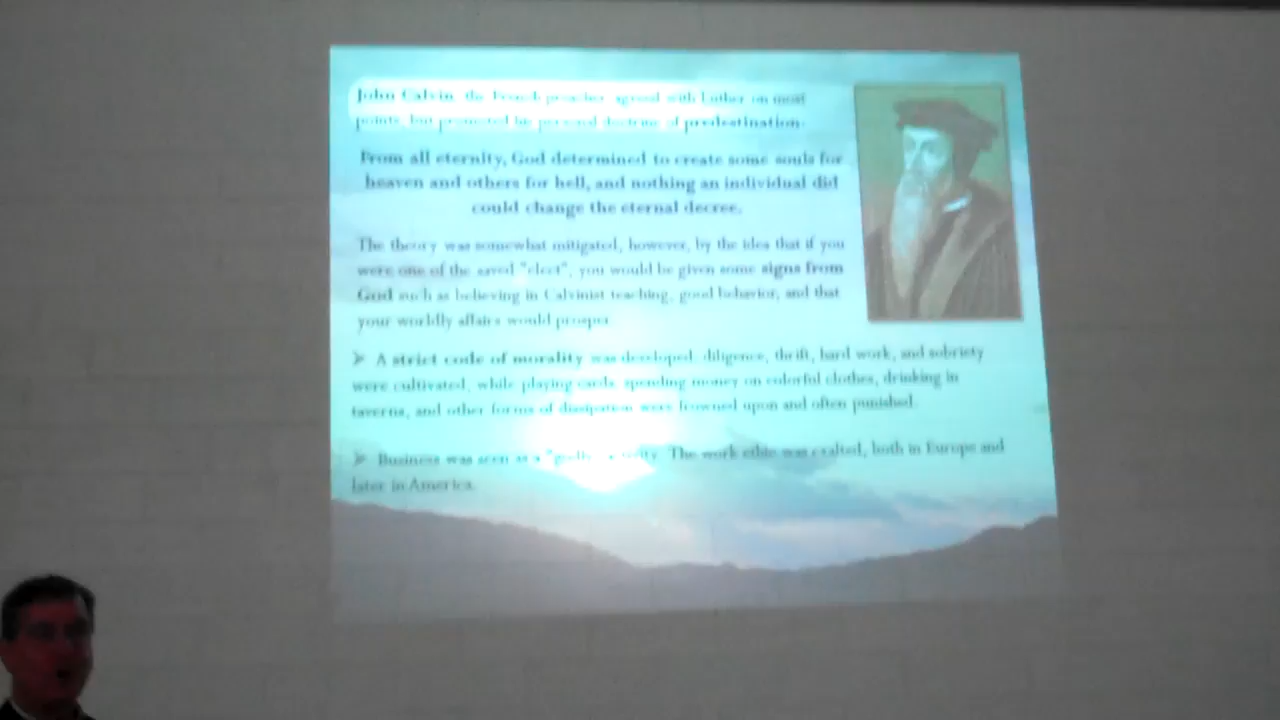 John Calvin, the French preacher, agreed with Luther on most
points, but promoted his personal doctrine of predestination.
From all eternity, God determined to create some souls for
heaven and others for hell, and nothing an individual did
could change the eternal decree.
The theory was somewhat mitigated, however, by the idea that if you
were one of the saved "elect", you would be given some signs from
God such as believing in Calvinist teaching, good behavior, and that
your worldly affairs would prosper.
➢ A strict code of morality was developed: diligence, thrift, hard work, and sobriety
were cultivated, while playing cards, spending money on colorful clothes, drinking in
taverns, and other forms of dissipation were frowned upon and often punished.
➢ Business was seen as a "godly" activity. The work ethic was exalted, both in Europe and
later in America.